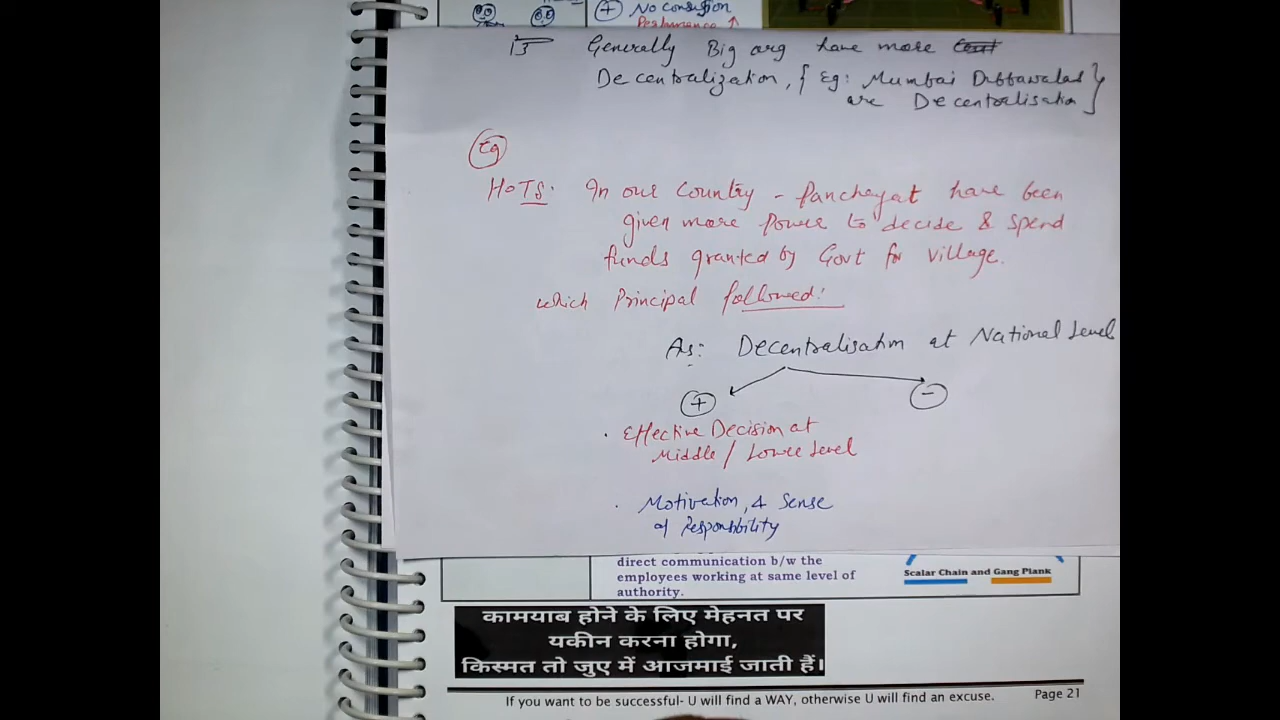 No confusion
Performance ↑
Generally Big org have more
Decentralization, { Eg: Mumbai Dabbawalas
are Decentralisation }
Eg
HOTS: In our Country - Panchayat have been
given more Power to decide & spend
funds granted by Govt for village.
which Principal followed:
As: Decentralisation at National Level
+ -
· Effective Decision at
Middle / Lower Level
· Motivation, & Sense
of Responsibility
direct communication b/w the
employees working at same level of
authority.
Scalar Chain and Gang Plank
कामयाब होने के लिए मेहनत पर
यकीन करना होगा,
किस्मत तो जुए में आजमाई जाती हैं।
If you want to be successful- U will find a WAY, otherwise U will find an excuse. Page 21